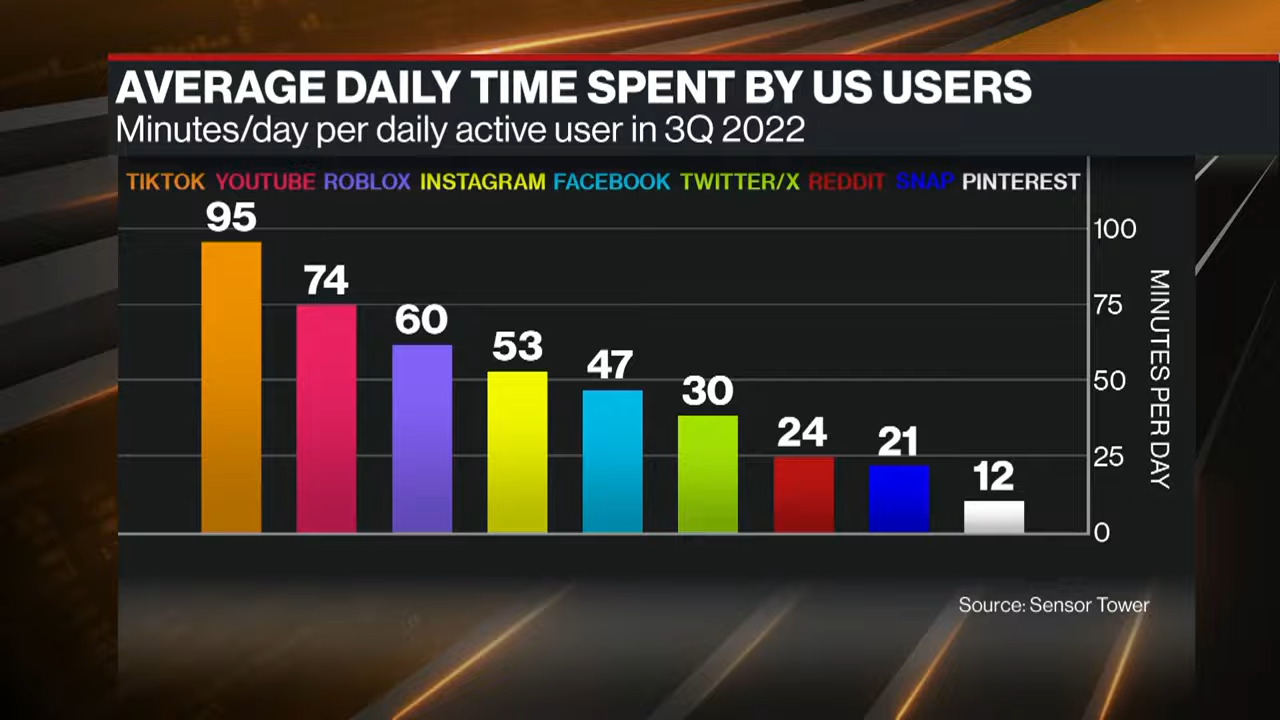 AVERAGE DAILY TIME SPENT BY US USERS
Minutes/day per daily active user in 3Q 2022
TIKTOK YOUTUBE ROBLOX INSTAGRAM FACEBOOK TWITTER/X REDDIT SNAP PINTEREST
95
74
60
53
47
30
24
21
12
100
75
50
25
0
MINUTES PER DAY
Source: Sensor Tower